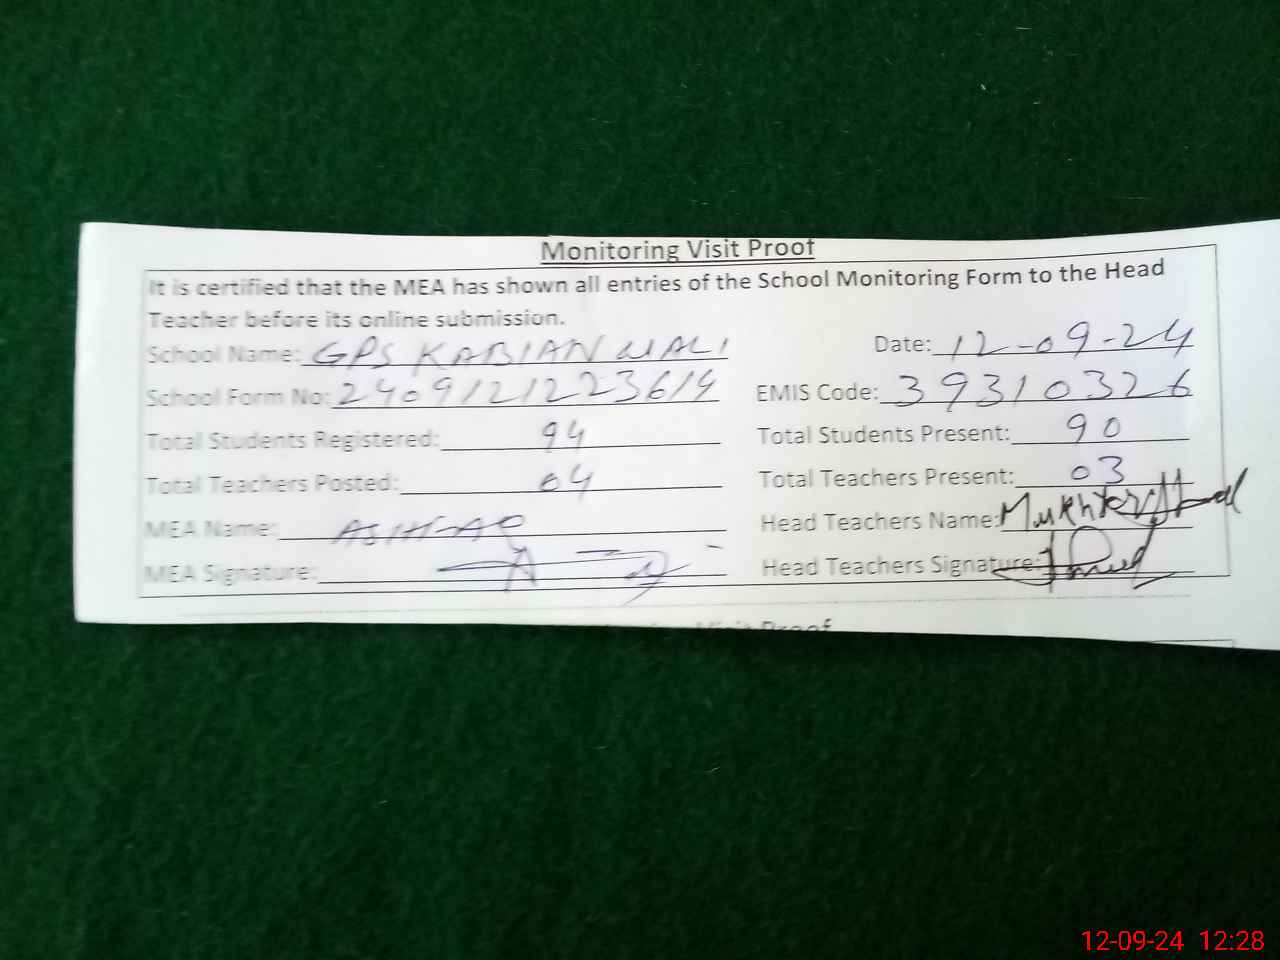 Monitoring Visit Proof
It is certified that the MEA has shown all entries of the School Monitoring Form to the Head
Teacher before its online submission.
School Name: GPS KABIAN WALI Date: 12-09-24
School Form No: 2409121223614 EMIS Code: 39310326
Total Students Registered: 94 Total Students Present: 90
Total Teachers Posted: 04 Total Teachers Present: 03
MEA Name: ASHFAQ Head Teachers Name: Mukhtar
MEA Signature: Head Teachers Signature:
Visit Proof
12-09-24 12:28